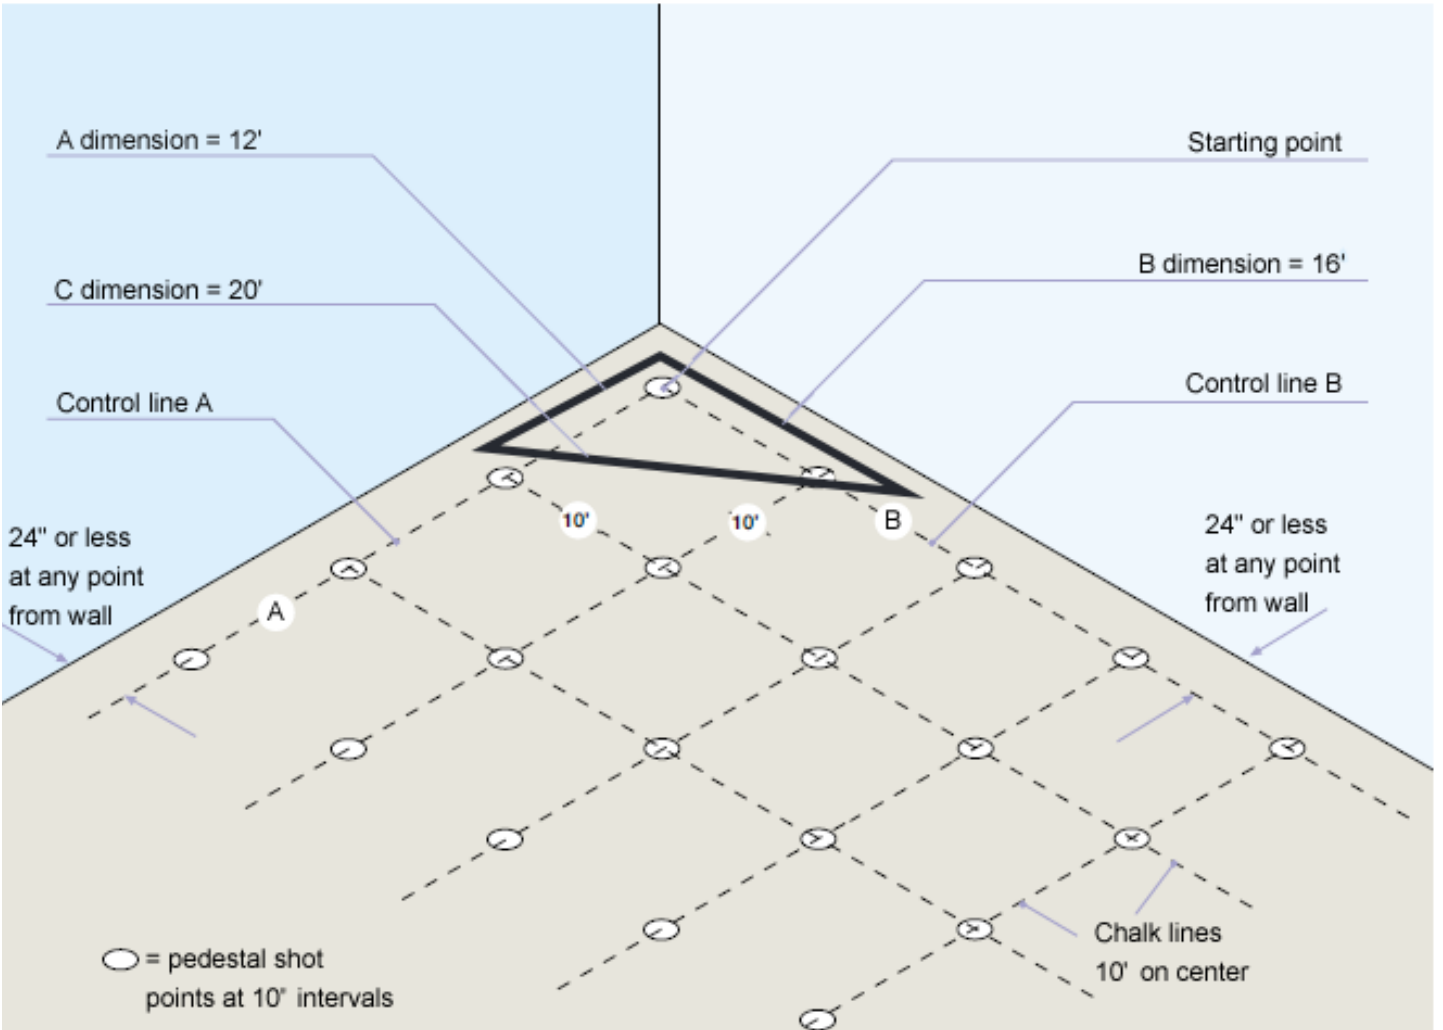 A dimension = 12'
Starting point
B dimension = 16'
C dimension = 20'
Control line B
Control line A
10'
10'
B
24" or less
at any point
from wall
24" or less
at any point
from wall
A
Chalk lines
10' on center
= pedestal shot
points at 10" intervals